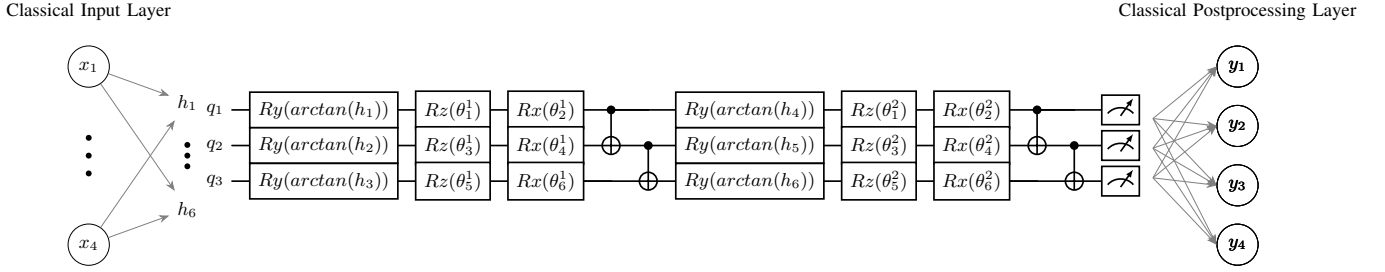 Classical Input Layer
Classical Postprocessing Layer
x₁
h₁ q₁ Ry(arctan(h₁)) Rz(θ₁¹) Rx(θ₂¹) Ry(arctan(h₄)) Rz(θ₁²) Rx(θ₂²) y₁
q₂ Ry(arctan(h₂)) Rz(θ₃¹) Rx(θ₄¹) Ry(arctan(h₅)) Rz(θ₃²) Rx(θ₄²) y₂
q₃ Ry(arctan(h₃)) Rz(θ₅¹) Rx(θ₆¹) Ry(arctan(h₆)) Rz(θ₅²) Rx(θ₆²) y₃
h₆
x₄ y₄